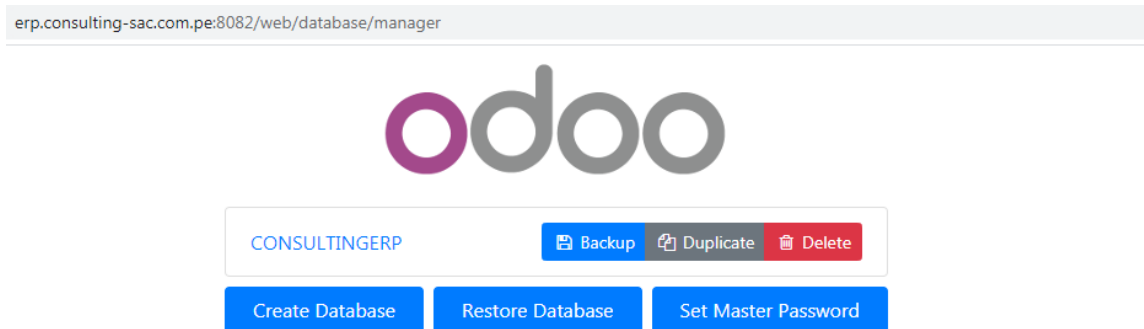 erp.consulting-sac.com.pe:8082/web/database/manager
odoo
CONSULTINGERP Backup Duplicate Delete
Create Database Restore Database Set Master Password